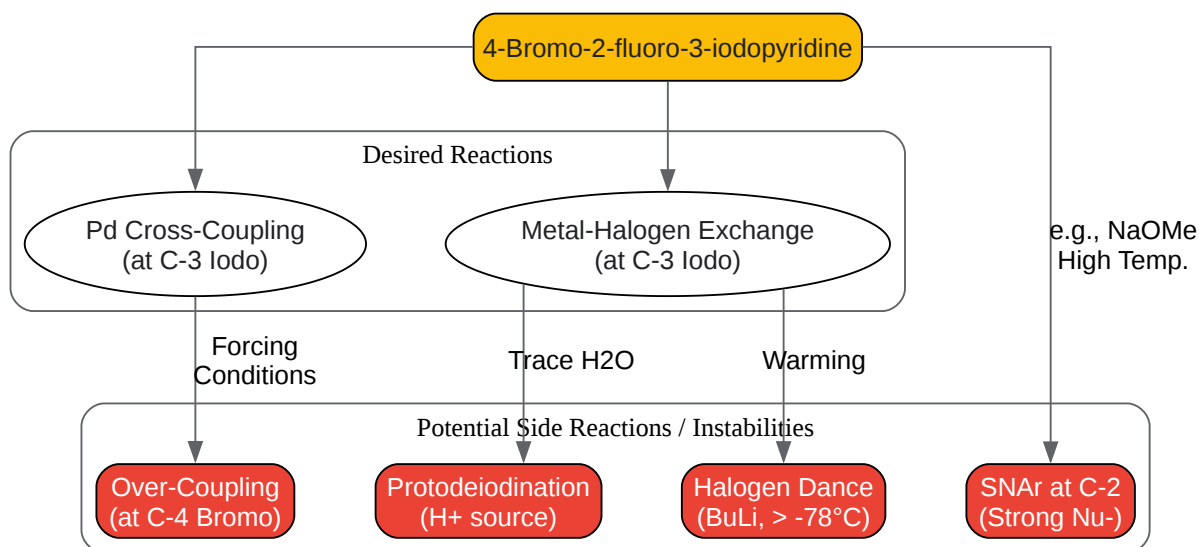 4-Bromo-2-fluoro-3-iodopyridine
Desired Reactions
Pd Cross-Coupling
(at C-3 Iodo)
Metal-Halogen Exchange
(at C-3 Iodo)
e.g., NaOMe
High Temp.
Forcing
Conditions
Trace H2O
Warming
Potential Side Reactions / Instabilities
Over-Coupling
(at C-4 Bromo)
Protodeiodination
(H+ source)
Halogen Dance
(BuLi, > -78°C)
SNAr at C-2
(Strong Nu-)